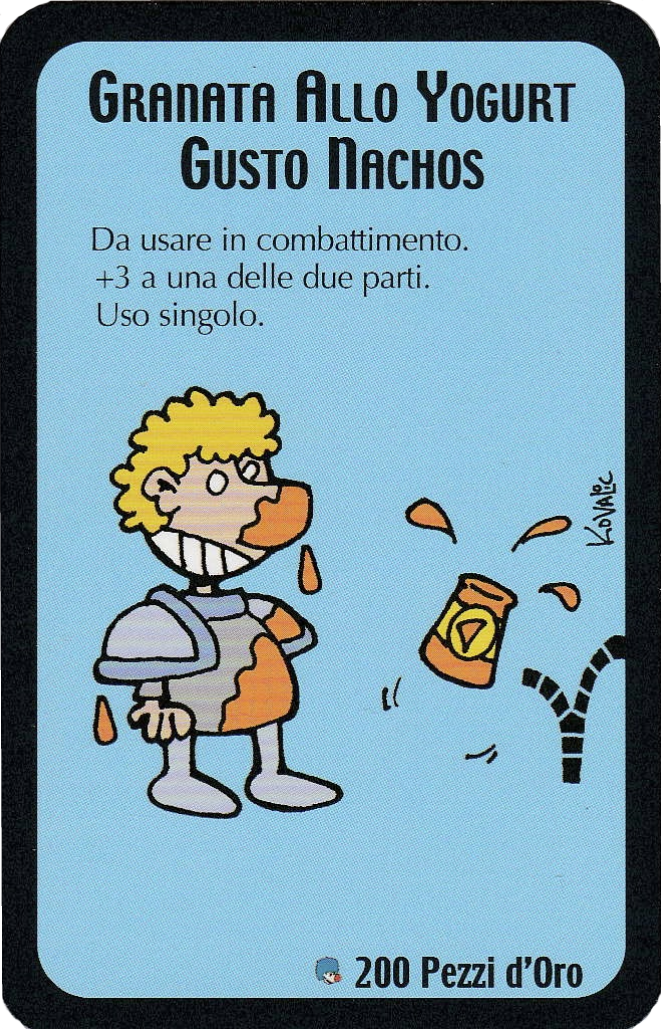 Granata Allo Yogurt
Gusto Nachos
Da usare in combattimento.
+3 a una delle due parti.
Uso singolo.
Kovalic
200 Pezzi d'Oro